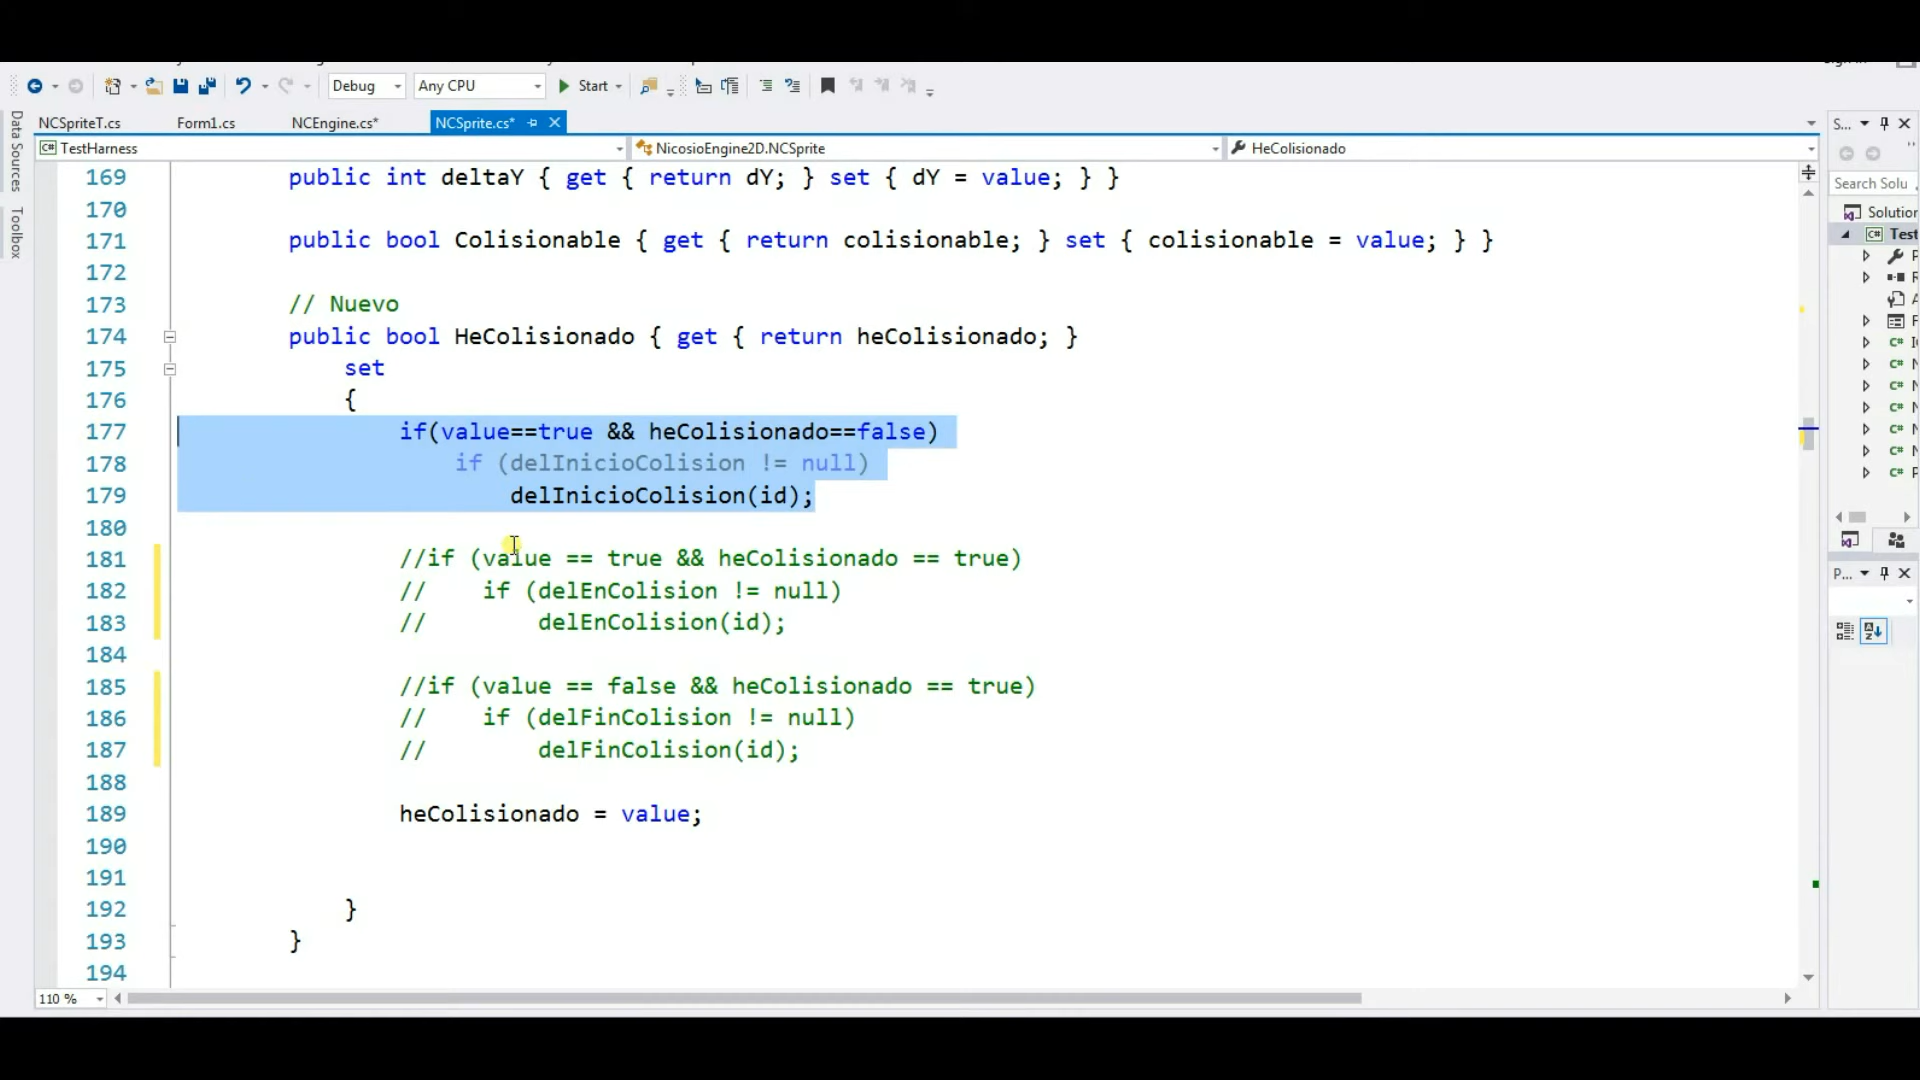 Debug
Any CPU
Start
NCSpriteT.cs
Form1.cs
NCEngine.cs*
NCSprite.cs*
S...
TestHarness
NicosioEngine2D.NCSprite
HeColisionado
Data Sources
Toolbox
Search Solu
Solution
Test
P...
169 public int deltaY { get { return dY; } set { dY = value; } }
170
171 public bool Colisionable { get { return colisionable; } set { colisionable = value; } }
172
173 // Nuevo
174 public bool HeColisionado { get { return heColisionado; }
175 set
176 {
177 if(value==true && heColisionado==false)
178 if (delInicioColision != null)
179 delInicioColision(id);
180
181 //if (value == true && heColisionado == true)
182 // if (delEnColision != null)
183 // delEnColision(id);
184
185 //if (value == false && heColisionado == true)
186 // if (delFinColision != null)
187 // delFinColision(id);
188
189 heColisionado = value;
190
191
192 }
193 }
194
110 %